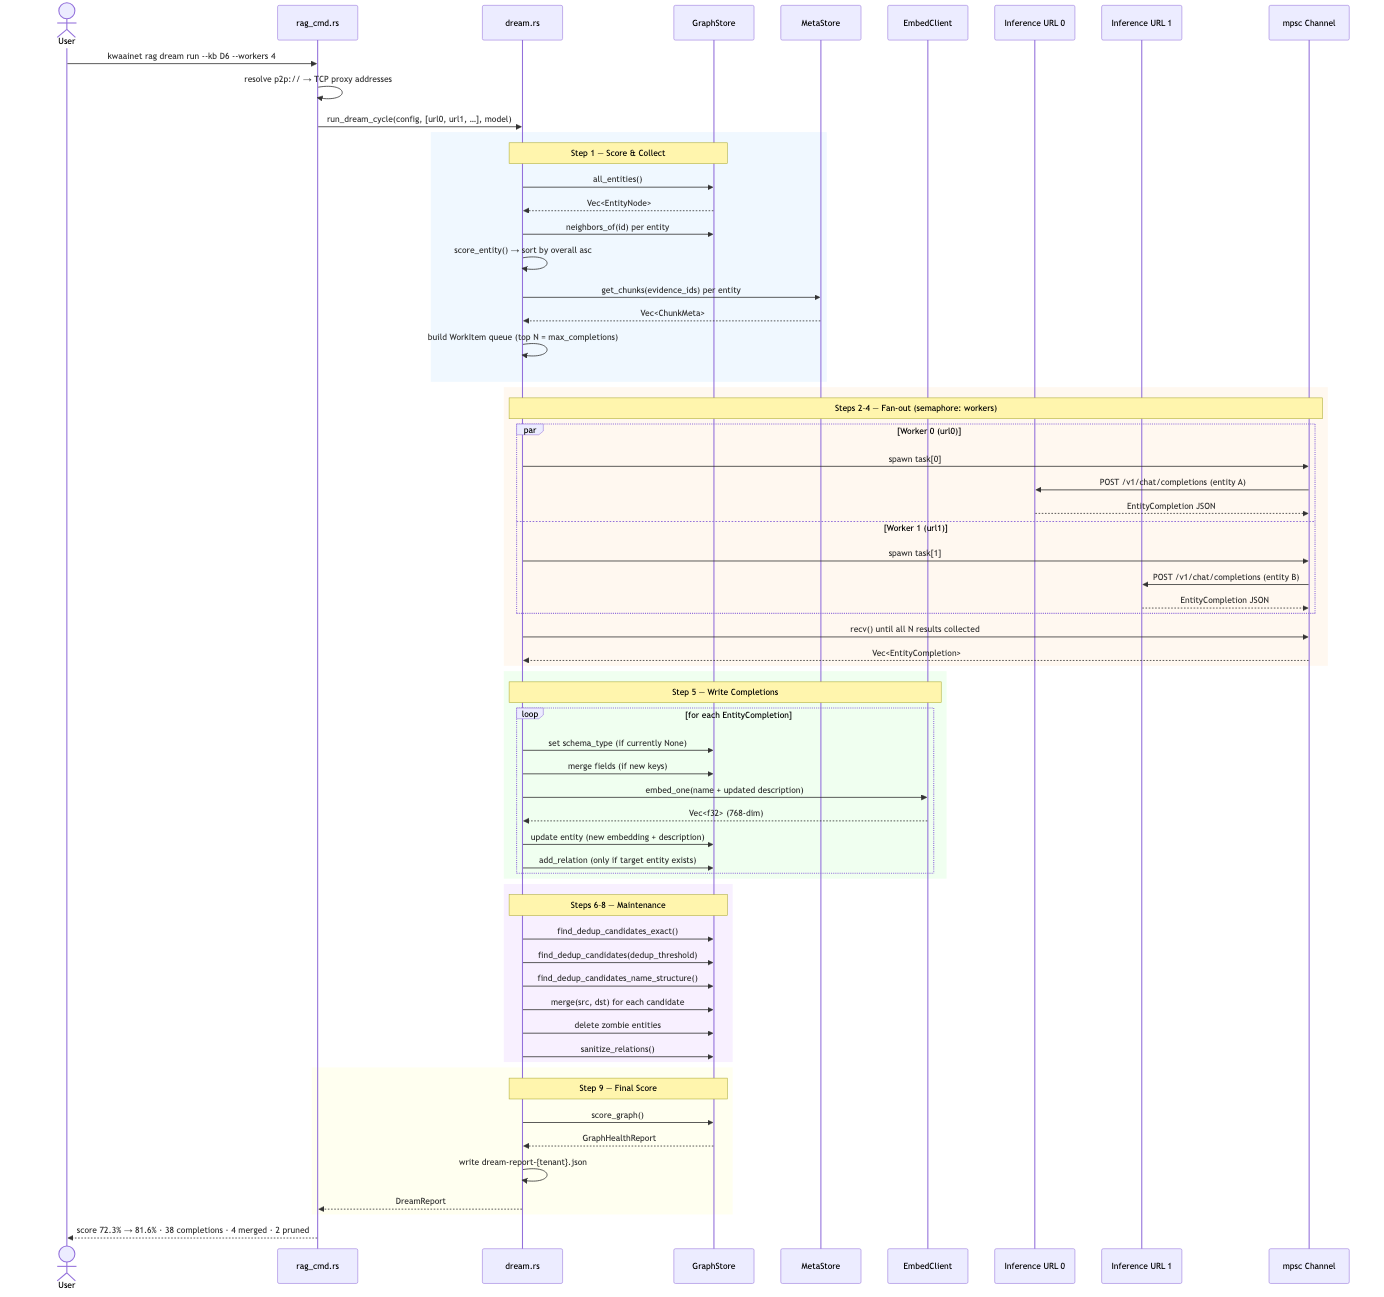 User
rag_cmd.rs
dream.rs
GraphStore
MetaStore
EmbedClient
Inference URL 0
Inference URL 1
mpsc Channel
kwaainet rag dream run --kb D6 --workers 4
resolve p2p:// → TCP proxy addresses
run_dream_cycle(config, [url0, url1, …], model)
Step 1 — Score & Collect
all_entities()
Vec<EntityNode>
neighbors_of(id) per entity
score_entity() → sort by overall asc
get_chunks(evidence_ids) per entity
Vec<ChunkMeta>
build WorkItem queue (top N = max_completions)
Steps 2-4 — Fan-out (semaphore: workers)
par
[Worker 0 (url0)]
spawn task[0]
POST /v1/chat/completions (entity A)
EntityCompletion JSON
[Worker 1 (url1)]
spawn task[1]
POST /v1/chat/completions (entity B)
EntityCompletion JSON
recv() until all N results collected
Vec<EntityCompletion>
Step 5 — Write Completions
loop
[for each EntityCompletion]
set schema_type (if currently None)
merge fields (if new keys)
embed_one(name + updated description)
Vec<f32> (768-dim)
update entity (new embedding + description)
add_relation (only if target entity exists)
Steps 6-8 — Maintenance
find_dedup_candidates_exact()
find_dedup_candidates(dedup_threshold)
find_dedup_candidates_name_structure()
merge(src, dst) for each candidate
delete zombie entities
sanitize_relations()
Step 9 — Final Score
score_graph()
GraphHealthReport
write dream-report-{tenant}.json
DreamReport
score 72.3% → 81.6% · 38 completions · 4 merged · 2 pruned
User
rag_cmd.rs
dream.rs
GraphStore
MetaStore
EmbedClient
Inference URL 0
Inference URL 1
mpsc Channel